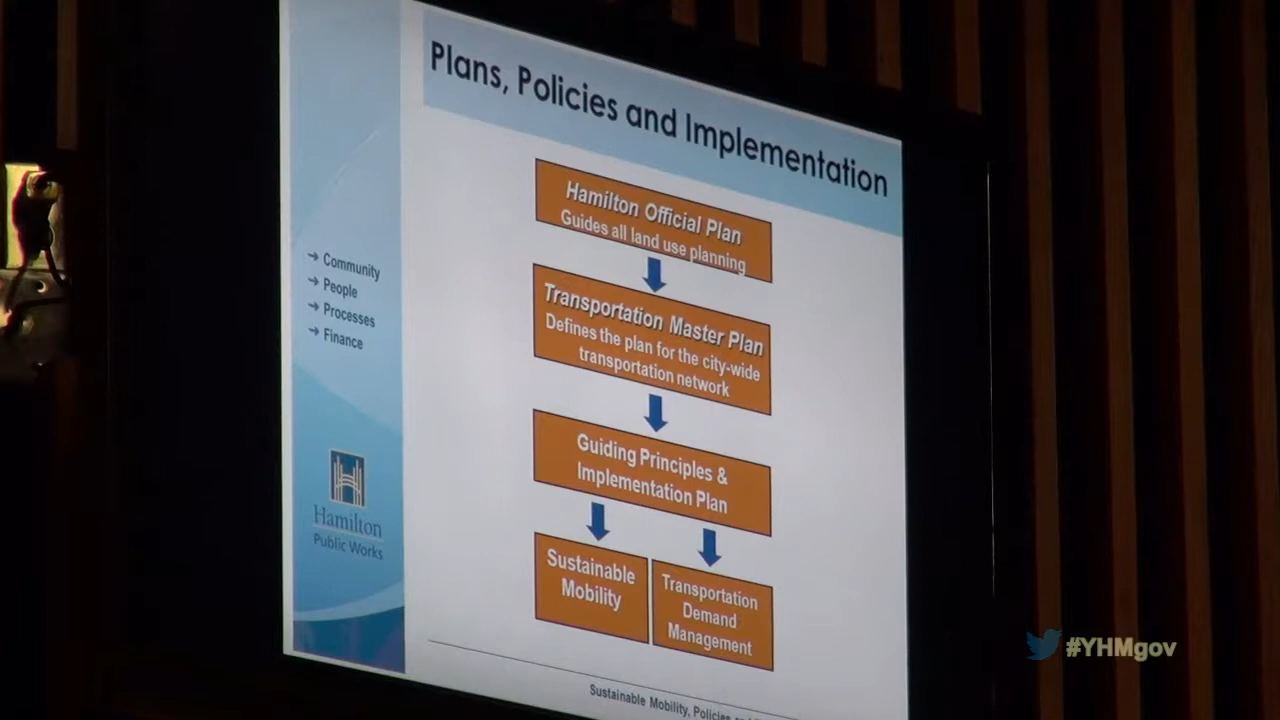 Plans, Policies and Implementation
→ Community
→ People
→ Processes
→ Finance
Hamilton
Public Works
Hamilton Official Plan
Guides all land use planning
Transportation Master Plan
Defines the plan for the city-wide
transportation network
Guiding Principles &
Implementation Plan
Sustainable
Mobility
Transportation
Demand
Management
Sustainable Mobility, Policies
#YHMgov